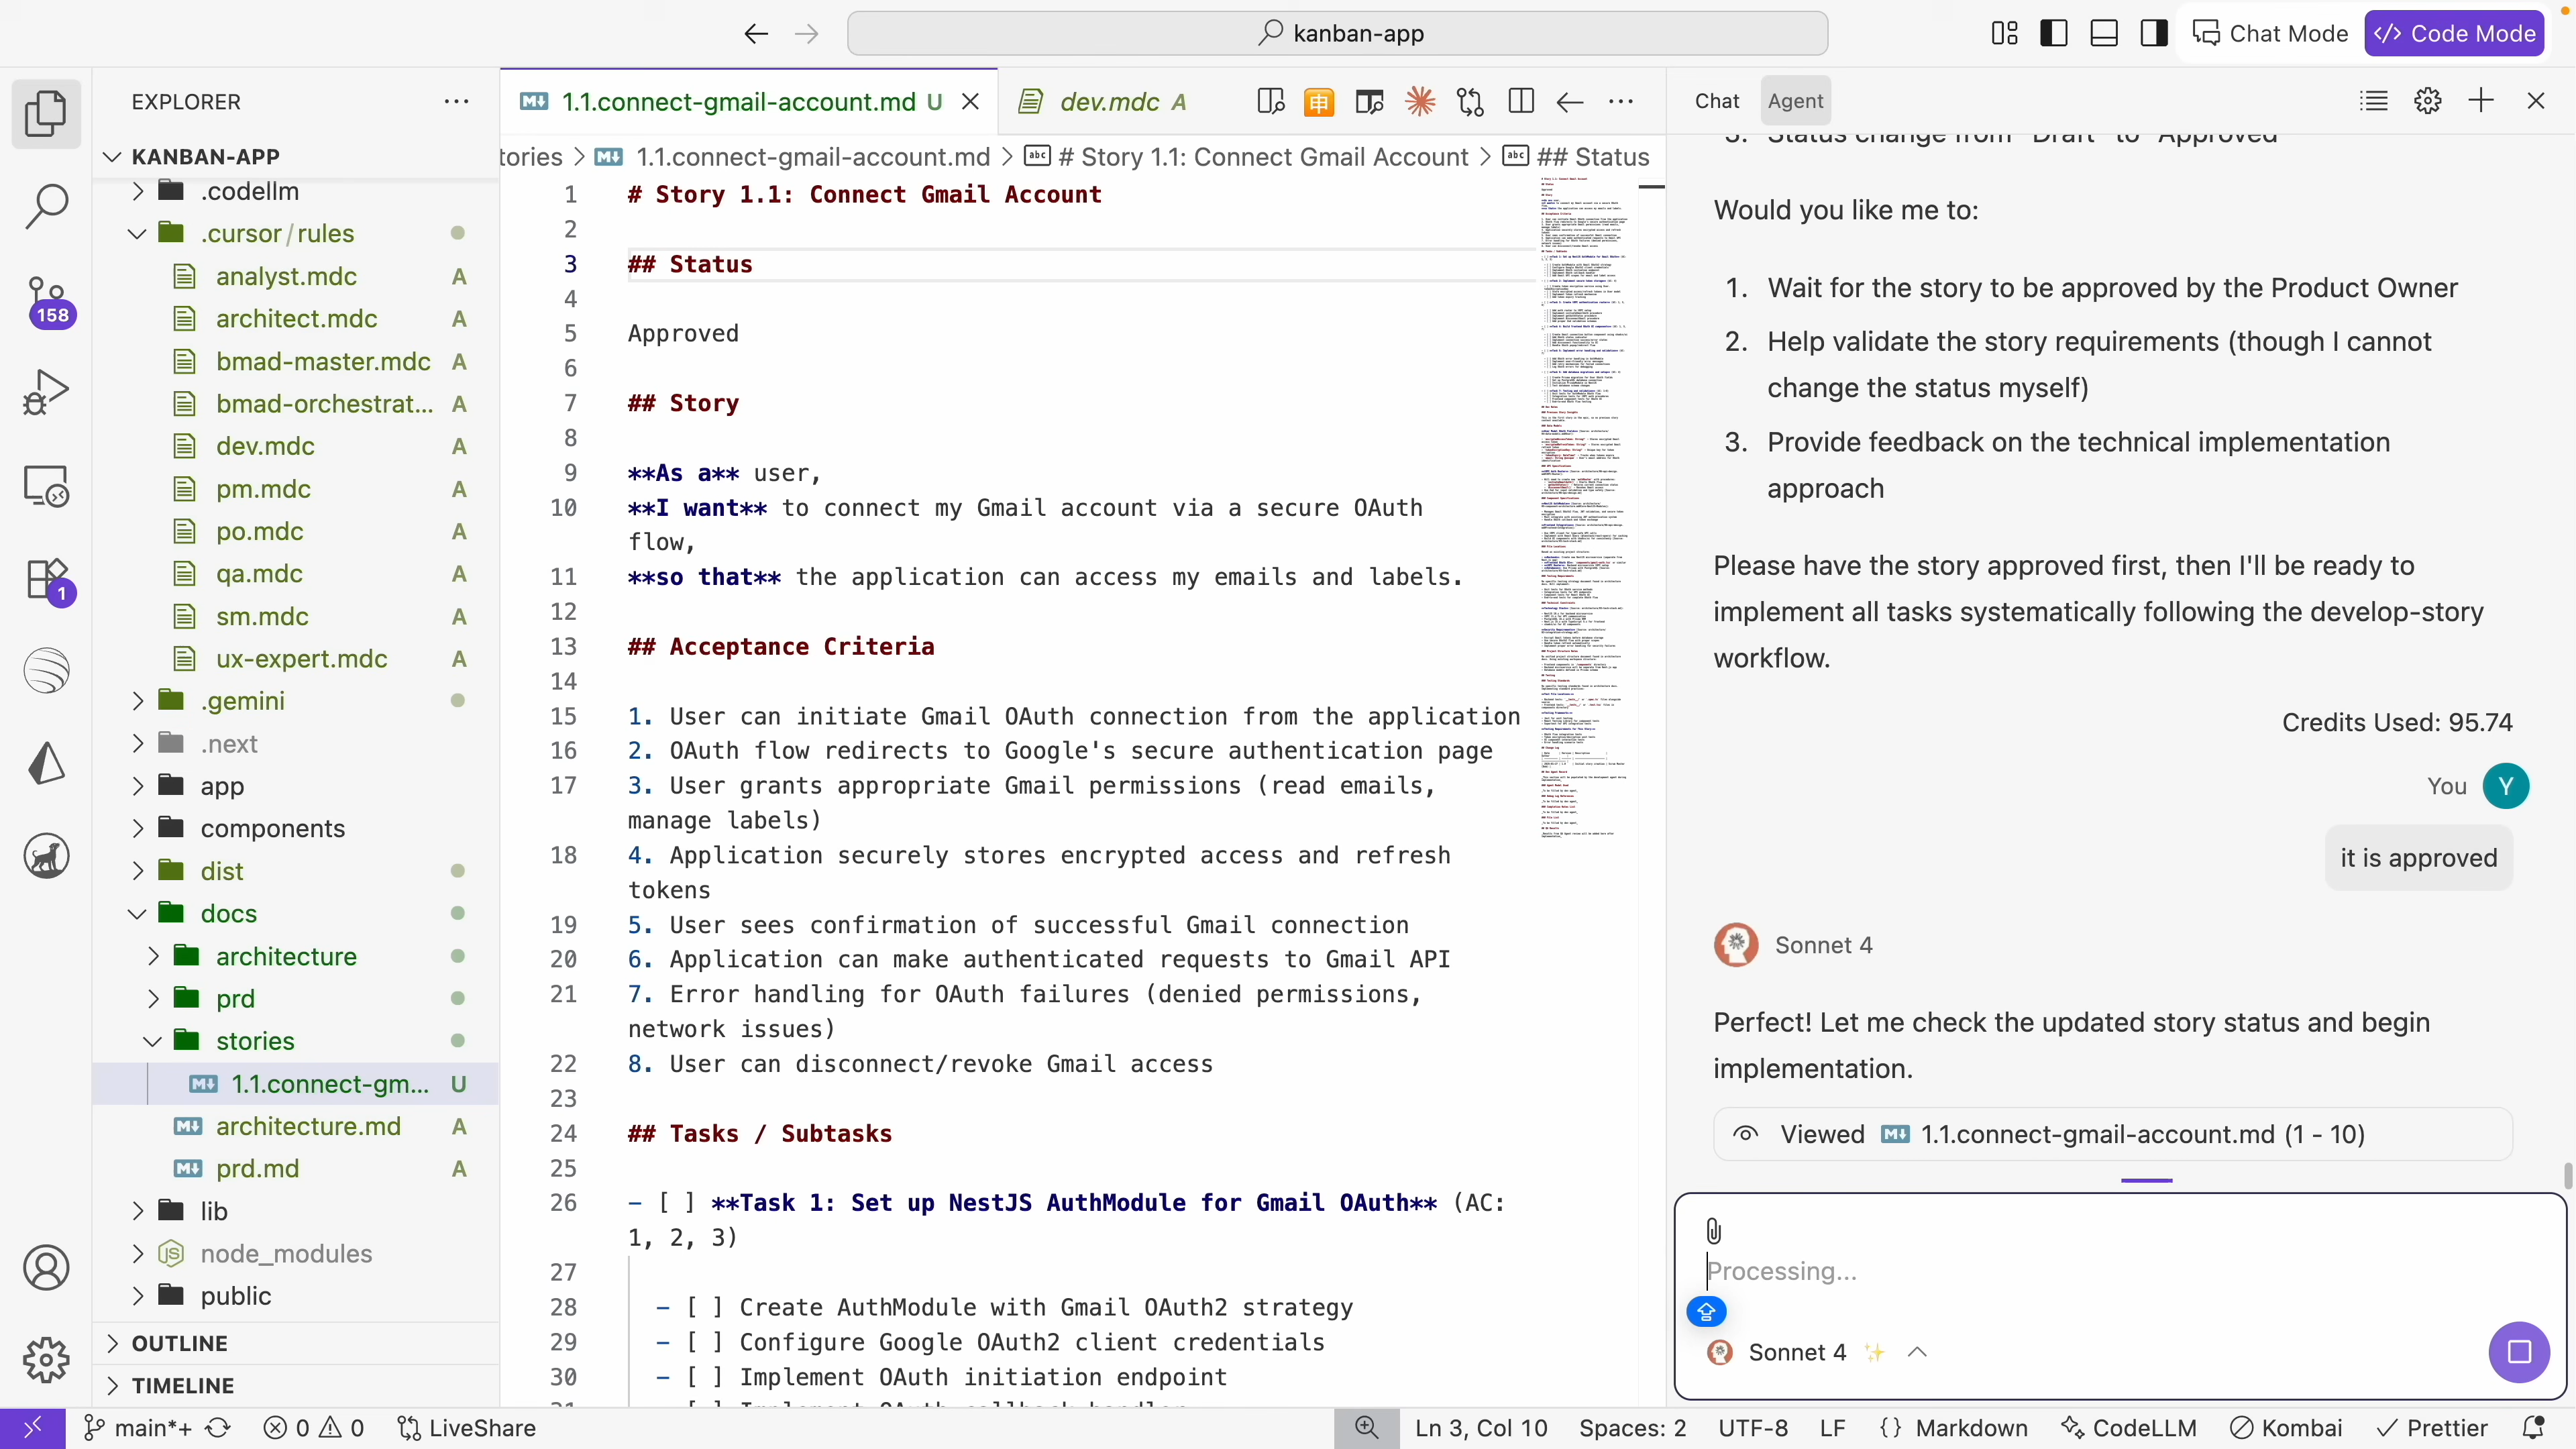 kanban-app
Chat Mode
</> Code Mode
EXPLORER
KANBAN-APP
.codellm
.cursor/rules
analyst.mdc A
architect.mdc A
bmad-master.mdc A
bmad-orchestrat... A
dev.mdc A
pm.mdc A
po.mdc A
qa.mdc A
sm.mdc A
ux-expert.mdc A
.gemini
.next
app
components
dist
docs
architecture
prd
stories
1.1.connect-gm... U
architecture.md A
prd.md A
lib
node_modules
public
OUTLINE
TIMELINE
158
1
1.1.connect-gmail-account.md U
dev.mdc A
tories > 1.1.connect-gmail-account.md > # Story 1.1: Connect Gmail Account > ## Status
1 # Story 1.1: Connect Gmail Account
2
3 ## Status
4
5 Approved
6
7 ## Story
8
9 **As a** user,
10 **I want** to connect my Gmail account via a secure OAuth
flow,
11 **so that** the application can access my emails and labels.
12
13 ## Acceptance Criteria
14
15 1. User can initiate Gmail OAuth connection from the application
16 2. OAuth flow redirects to Google's secure authentication page
17 3. User grants appropriate Gmail permissions (read emails,
manage labels)
18 4. Application securely stores encrypted access and refresh
tokens
19 5. User sees confirmation of successful Gmail connection
20 6. Application can make authenticated requests to Gmail API
21 7. Error handling for OAuth failures (denied permissions,
network issues)
22 8. User can disconnect/revoke Gmail access
23
24 ## Tasks / Subtasks
25
26 - [ ] **Task 1: Set up NestJS AuthModule for Gmail OAuth** (AC:
1, 2, 3)
27
28 - [ ] Create AuthModule with Gmail OAuth2 strategy
29 - [ ] Configure Google OAuth2 client credentials
30 - [ ] Implement OAuth initiation endpoint
31 - [ ] Implement OAuth callback handler
Chat
Agent
3. Status change from "Draft" to "Approved"
Would you like me to:
1. Wait for the story to be approved by the Product Owner
2. Help validate the story requirements (though I cannot
change the status myself)
3. Provide feedback on the technical implementation
approach
Please have the story approved first, then I'll be ready to
implement all tasks systematically following the develop-story
workflow.
Credits Used: 95.74
You Y
it is approved
Sonnet 4
Perfect! Let me check the updated story status and begin
implementation.
Viewed 1.1.connect-gmail-account.md (1 - 10)
Processing...
Sonnet 4
main*+
0 0
LiveShare
Ln 3, Col 10
Spaces: 2
UTF-8
LF
{} Markdown
CodeLLM
Kombai
Prettier